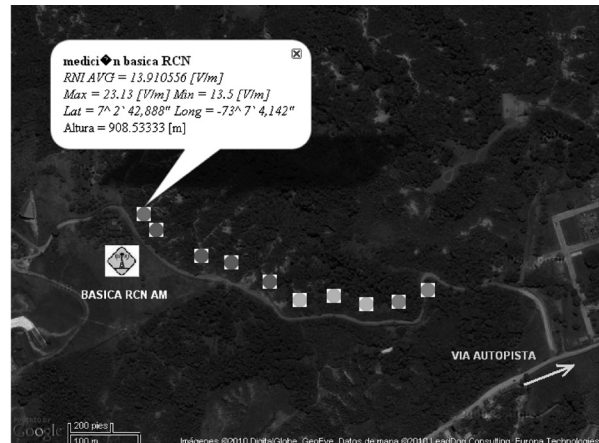 medici�n basica RCN
RNI AVG = 13.910556 [V/m]
Max = 23.13 [V/m] Min = 13.5 [V/m]
Lat = 7^ 2` 42,888" Long = -73^ 7` 4,142"
Altura = 908.53333 [m]
BASICA RCN AM
VIA AUTOPISTA
Google
200 pies
100 m
Imágenes ©2010 DigitalGlobe, GeoEye, Datos de mapa ©2010 LeadDog Consulting, Europa Technologies